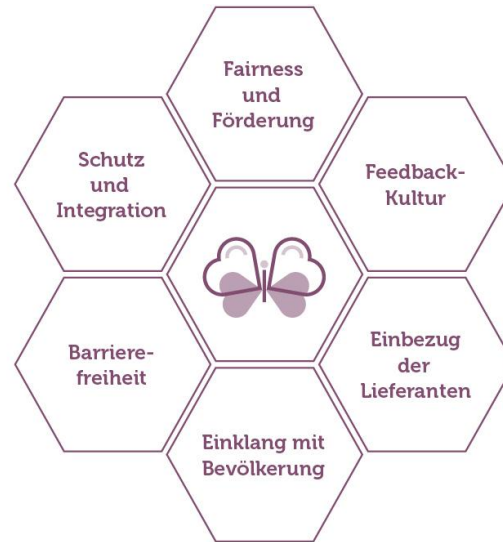 Fairness
und
Förderung
Schutz
und
Integration
Feedback-
Kultur
Barriere-
freiheit
Einbezug
der
Lieferanten
Einklang mit
Bevölkerung